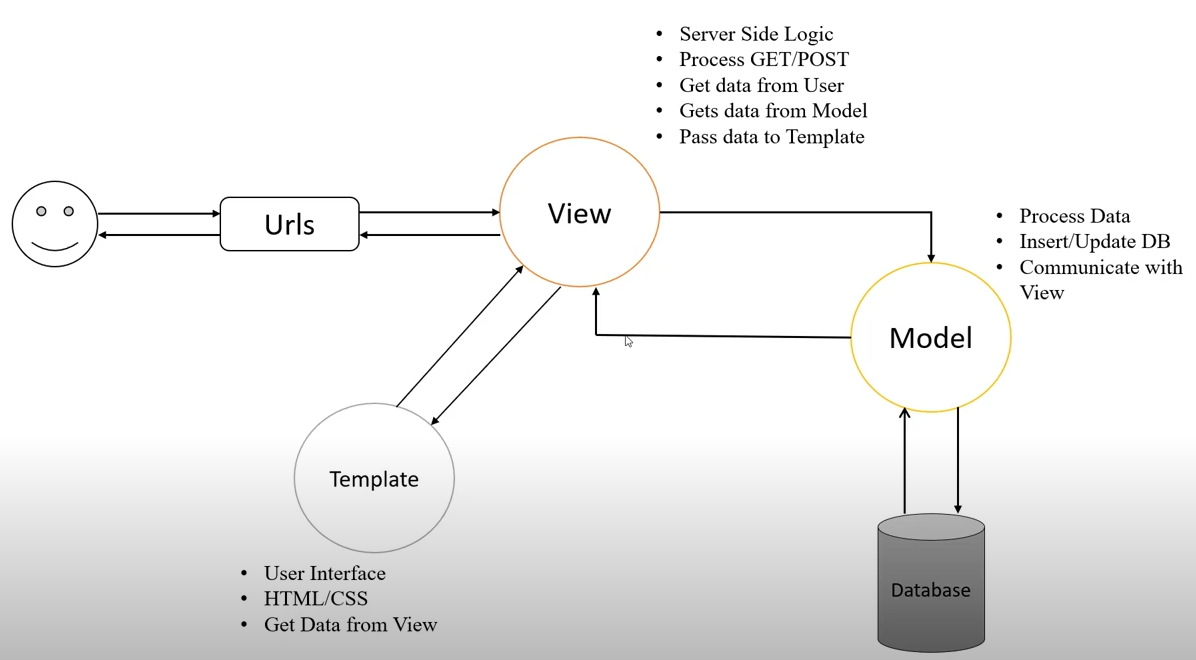 • Server Side Logic
• Process GET/POST
• Get data from User
• Gets data from Model
• Pass data to Template
Urls
View
• Process Data
• Insert/Update DB
• Communicate with
View
Model
Template
• User Interface
• HTML/CSS
• Get Data from View
Database